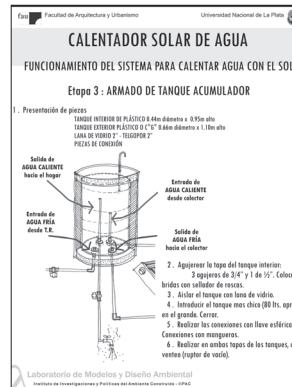 fau Facultad de Arquitectura y Urbanismo
Universidad Nacional de La Plata
CALENTADOR SOLAR DE AGUA
FUNCIONAMIENTO DEL SISTEMA PARA CALENTAR AGUA CON EL SOL
Etapa 3 : ARMADO DE TANQUE ACUMULADOR
1 . Presentación de piezas
TANQUE INTERIOR DE PLÁSTICO 0.44m diámetro x 0.95m alto
TANQUE EXTERIOR PLÁSTICO O CºGº 0.66m diámetro x 1.10m alto
LANA DE VIDRIO 2" - TELGOPOR 2"
PIEZAS DE CONEXIÓN
Salida de
AGUA CALIENTE
hacia el hogar
Entrada de
AGUA CALIENTE
desde colector
Entrada de
AGUA FRÍA
desde T.R.
Salida de
AGUA FRÍA
hacia el colector
2 . Agujerear la tapa del tanque interior:
3 agujeros de 3/4" y 1 de ½". Coloc
bridas con sellador de roscas.
3 . Aislar el tanque con lana de vidrio.
4 . Introducir el tanque mas chico (80 lts. apr
en el grande. Cerrar.
5 . Realizar las conexiones con llave esférica
Conexiones con mangueras.
6 . Realizar en ambas tapas de los tanques, u
venteo (ruptor de vacío).
Laboratorio de Modelos y Diseño Ambiental
Instituto de Investigaciones y Políticas del Ambiente Construido - IIPAC